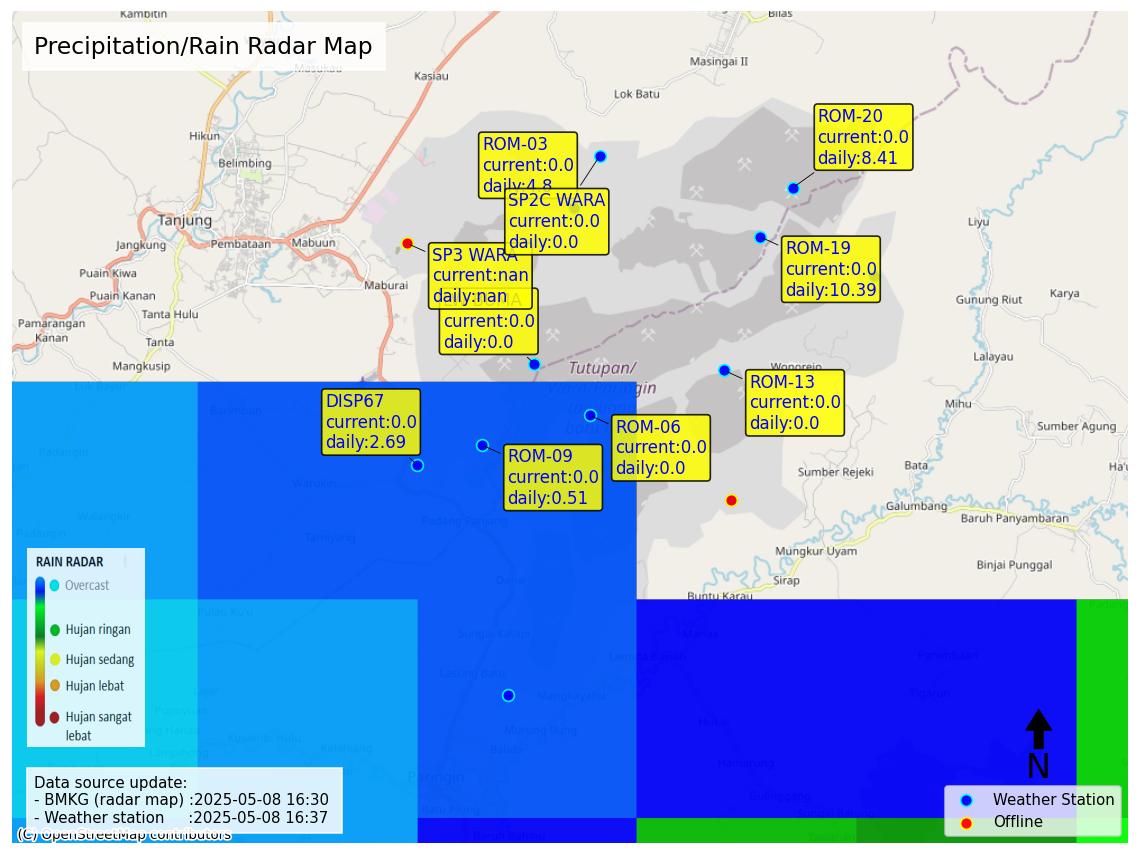 Kambitin
Bilas
Precipitation/Rain Radar Map
Masukau
Kasiau
Masingai II
Lok Batu
Hikun
Belimbing
ROM-03
current:0.0
daily:4.8
ROM-20
current:0.0
daily:8.41
SP2C WARA
current:0.0
daily:0.0
Tanjung
Jangkung
Pembataan
Mabuun
Liyu
SP3 WARA
current:nan
daily:nan
ROM-19
current:0.0
daily:10.39
Puain Kiwa
Puain Kanan
Maburai
Tanta Hulu
Gunung Riut
Karya
current:0.0
daily:0.0
Pamarangan
Kanan
Tanta
Mangkusip
Lalayau
Tutupan/
Wonorejo
ROM-13
current:0.0
daily:0.0
DISP67
current:0.0
daily:2.69
Mihu
ROM-06
current:0.0
daily:0.0
Sumber Agung
ROM-09
current:0.0
daily:0.51
Bata
Sumber Rejeki
Warukin
Galumbang
Baruh Panyambaran
Padang Panjang
Tamiyang
Mungkur Uyam
Binjai Punggal
Sirap
Buntu Karau
Dahai
RAIN RADAR
Overcast
Hujan ringan
Hujan sedang
Hujan lebat
Hujan sangat
lebat
Sungai Ketapi
Lasung Batu
Mangkayahu
Murung Ilung
Balida
Paringin
N
Data source update:
- BMKG (radar map) :2025-05-08 16:30
- Weather station :2025-05-08 16:37
Weather Station
Offline
(C) OpenStreetMap contributors